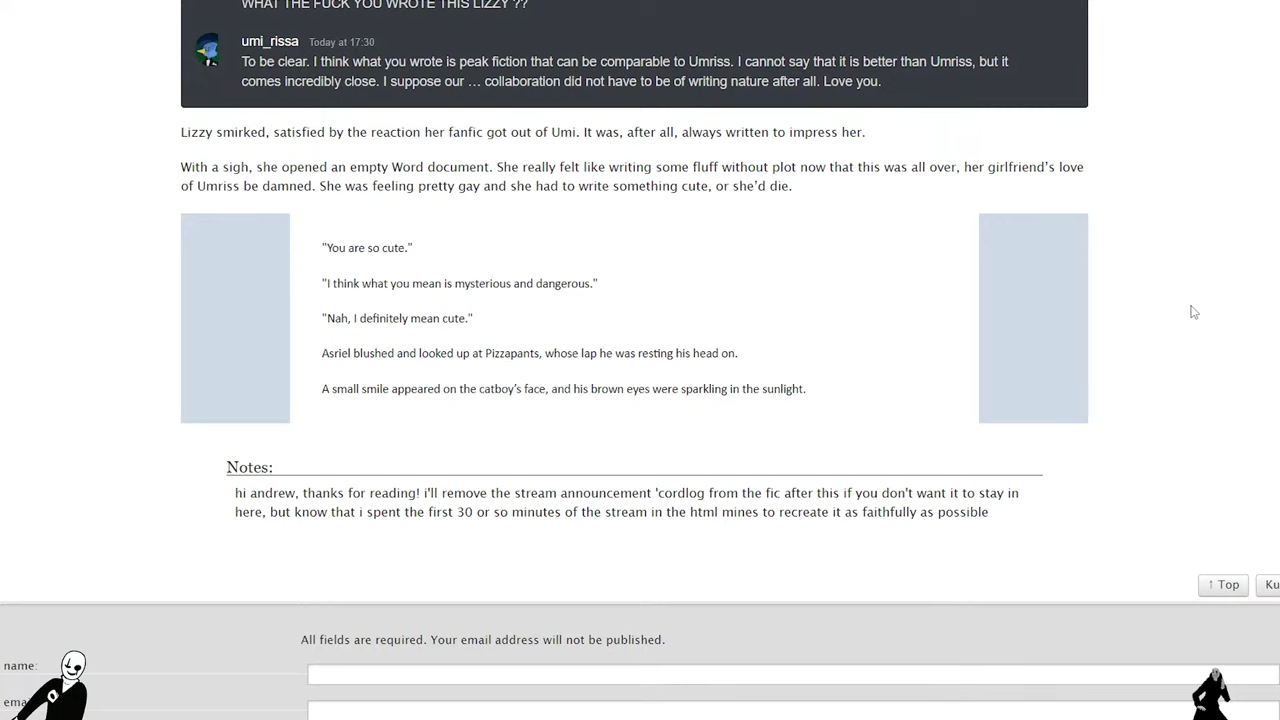 WHAT THE FUCK YOU WROTE THIS LIZZY ??
umi_rissa Today at 17:30
To be clear. I think what you wrote is peak fiction that can be comparable to Umriss. I cannot say that it is better than Umriss, but it
comes incredibly close. I suppose our … collaboration did not have to be of writing nature after all. Love you.
Lizzy smirked, satisfied by the reaction her fanfic got out of Umi. It was, after all, always written to impress her.
With a sigh, she opened an empty Word document. She really felt like writing some fluff without plot now that this was all over, her girlfriend’s love
of Umriss be damned. She was feeling pretty gay and she had to write something cute, or she’d die.
"You are so cute."
"I think what you mean is mysterious and dangerous."
"Nah, I definitely mean cute."
Asriel blushed and looked up at Pizzapants, whose lap he was resting his head on.
A small smile appeared on the catboy’s face, and his brown eyes were sparkling in the sunlight.
Notes:
hi andrew, thanks for reading! i'll remove the stream announcement 'cordlog from the fic after this if you don't want it to stay in
here, but know that i spent the first 30 or so minutes of the stream in the html mines to recreate it as faithfully as possible
↑ Top
Ku
All fields are required. Your email address will not be published.
name:
ema